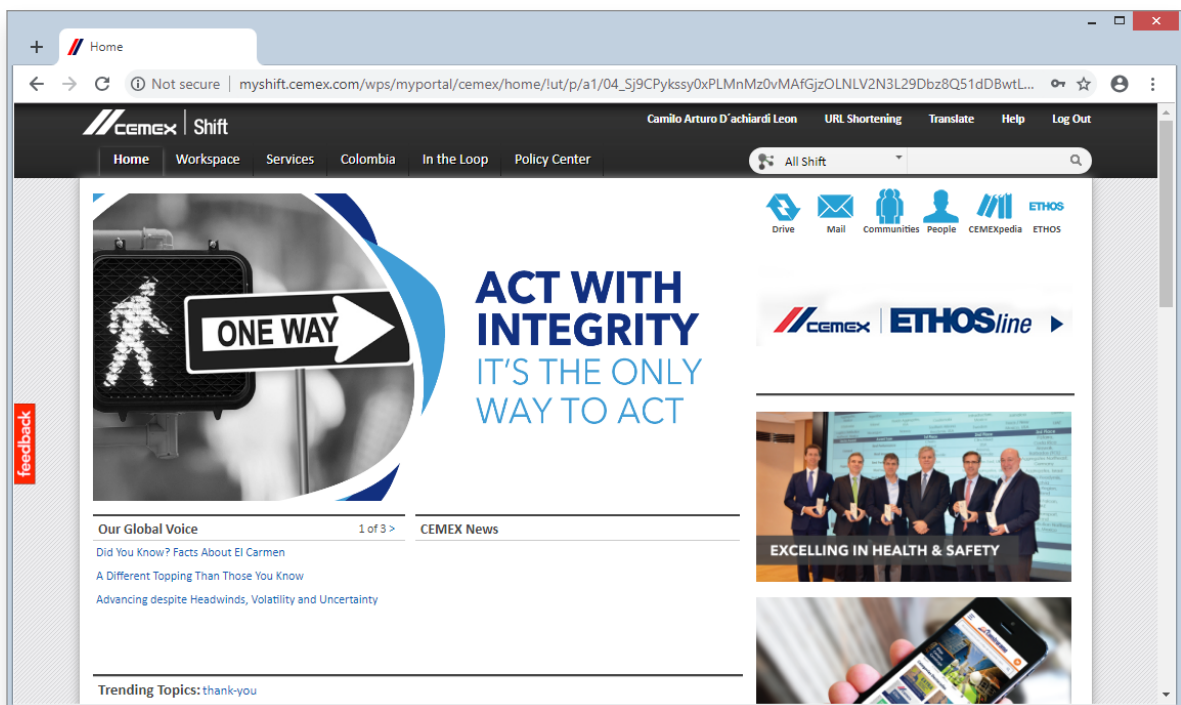 Home
Not secure | myshift.cemex.com/wps/myportal/cemex/home/!ut/p/a1/04_Sj9CPykssy0xPLMnMz0vMAfGjzOLNLV2N3L29Dbz8Q51dDBwtL...
CEMEX | Shift
Camilo Arturo D´achiardi Leon URL Shortening Translate Help Log Out
Home Workspace Services Colombia In the Loop Policy Center
All Shift
ONE WAY
ACT WITH
INTEGRITY
IT'S THE ONLY
WAY TO ACT
ETHOS
Drive Mail Communities People CEMEXpedia ETHOS
CEMEX | ETHOSline
feedback
EXCELLING IN HEALTH & SAFETY
Our Global Voice 1 of 3 >
Did You Know? Facts About El Carmen
A Different Topping Than Those You Know
Advancing despite Headwinds, Volatility and Uncertainty
CEMEX News
Trending Topics: thank-you